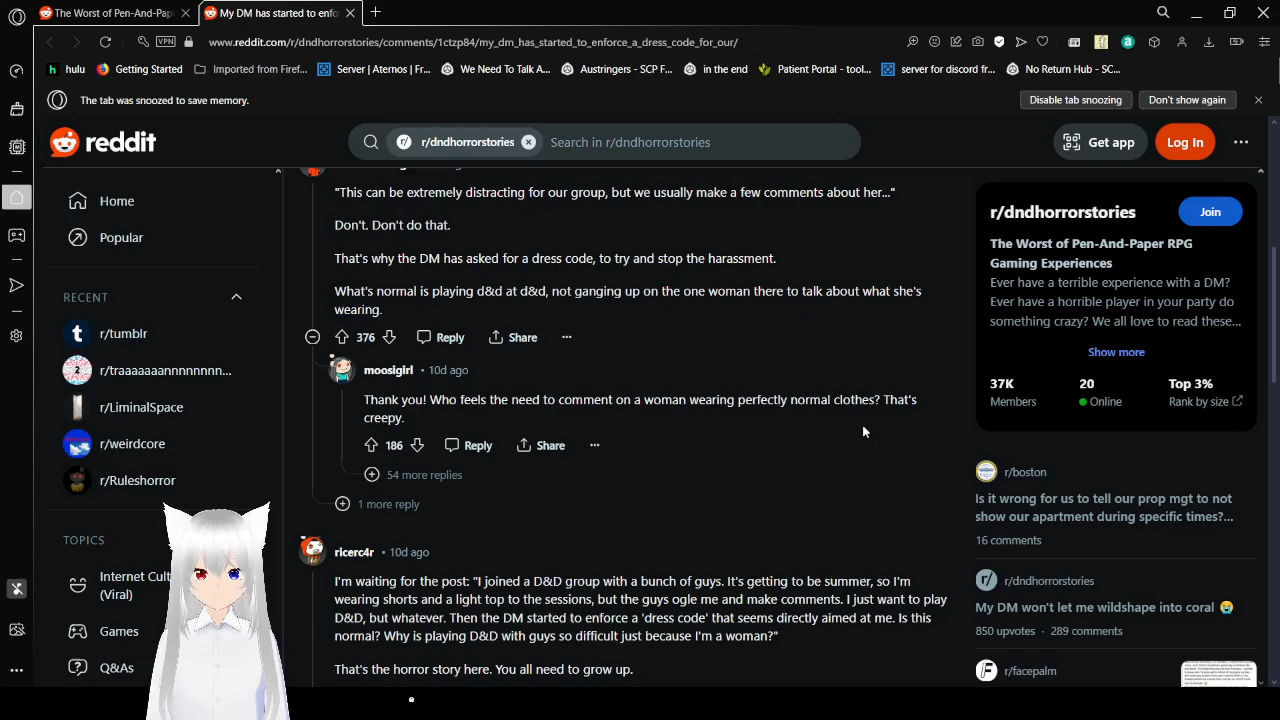 The Worst of Pen-And-Pape
My DM has started to enfo
VPN
www.reddit.com/r/dndhorrorstories/comment/1ctzp84/my_dm_has_started_to_enforce_a_dress_code_for_our/
hulu
Getting Started
Imported from Firef...
Server | Aternos | Fr...
We Need To Talk A...
Austringers - SCP F...
in the end
Patient Portal - tool...
server for discord fr...
No Return Hub - SC...
The tab was snoozed to save memory.
Disable tab snoozing
Don't show again
reddit
r/
r/dndhorrorstories
Search in r/dndhorrorstories
Get app
Log In
Home
Popular
RECENT
r/tumblr
r/traaaaaaannnnnnnn...
r/LiminalSpace
r/weirdcore
r/Ruleshorror
TOPICS
Internet Cult
(Viral)
Games
Q&As
"This can be extremely distracting for our group, but we usually make a few comments about her..."
Don't. Don't do that.
That's why the DM has asked for a dress code, to try and stop the harassment.
What's normal is playing d&d at d&d, not ganging up on the one woman there to talk about what she's
wearing.
376
Reply
Share
mooslgirl • 10d ago
Thank you! Who feels the need to comment on a woman wearing perfectly normal clothes? That's
creepy.
186
Reply
Share
54 more replies
1 more reply
ricerc4r • 10d ago
I'm waiting for the post: "I joined a D&D group with a bunch of guys. It's getting to be summer, so I'm
wearing shorts and a light top to the sessions, but the guys ogle me and make comments. I just want to play
D&D, but whatever. Then the DM started to enforce a 'dress code' that seems directly aimed at me. Is this
normal? Why is playing D&D with guys so difficult just because I'm a woman?"
That's the horror story here. You all need to grow up.
r/dndhorrorstories
Join
The Worst of Pen-And-Paper RPG
Gaming Experiences
Ever have a terrible experience with a DM?
Ever have a horrible player in your party do
something crazy? We all love to read these...
Show more
37K
Members
20
Online
Top 3%
Rank by size
r/boston
Is it wrong for us to tell our prop mgt to not
show our apartment during specific times?...
16 comments
r/dndhorrorstories
My DM won't let me wildshape into coral 😭
850 upvotes • 289 comments
r/facepalm